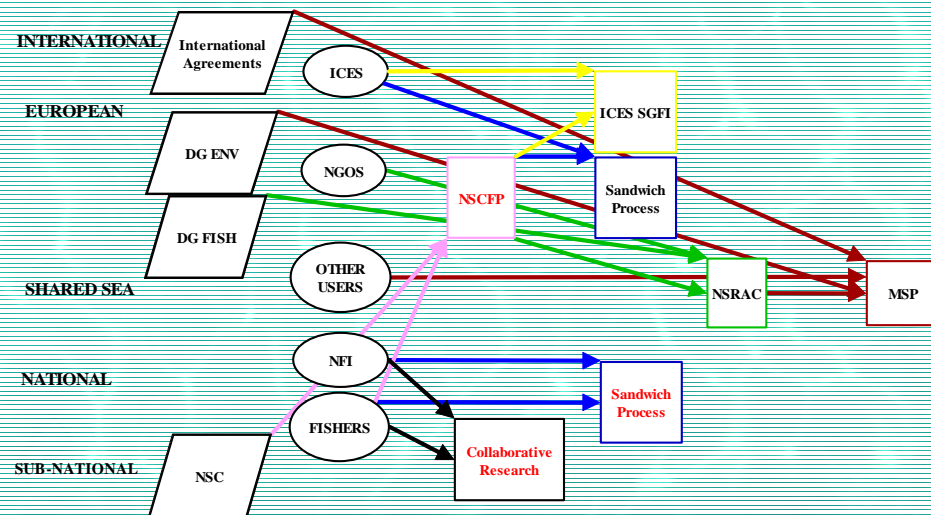 INTERNATIONAL
International
Agreements
ICES
ICES SGFI
EUROPEAN
DG ENV
NGOS
NSCFP
Sandwich
Process
DG FISH
OTHER
USERS
SHARED SEA
NSRAC
MSP
NFI
NATIONAL
Sandwich
Process
FISHERS
Collaborative
Research
SUB-NATIONAL
NSC